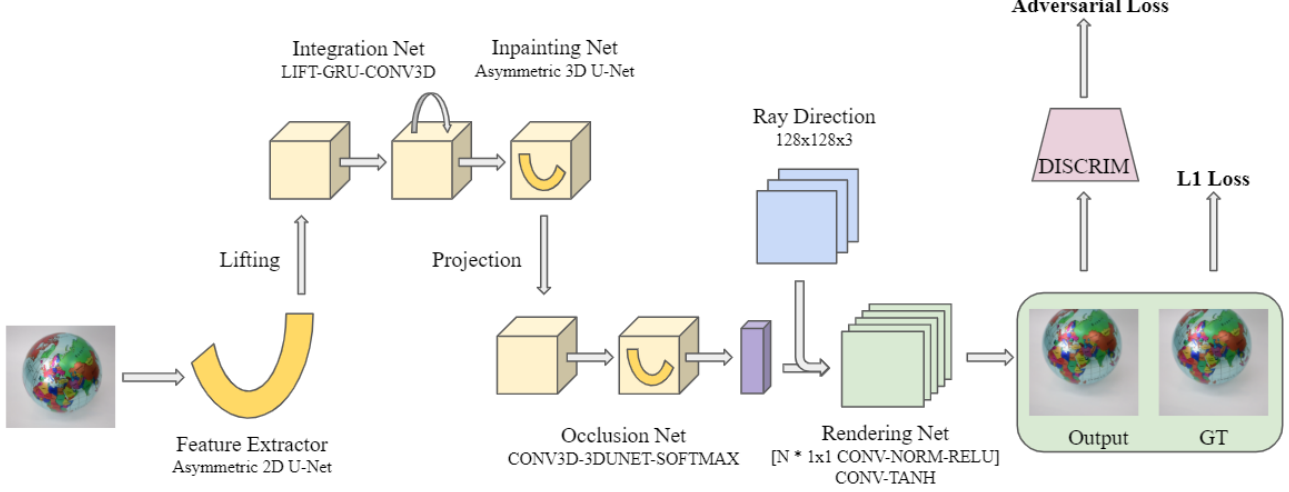 Adversarial Loss
Integration Net
LIFT-GRU-CONV3D
Inpainting Net
Asymmetric 3D U-Net
Ray Direction
128x128x3
DISCRIM
L1 Loss
Lifting
Projection
Feature Extractor
Asymmetric 2D U-Net
Occlusion Net
CONV3D-3DUNET-SOFTMAX
Rendering Net
[N * 1x1 CONV-NORM-RELU]
CONV-TANH
Output
GT